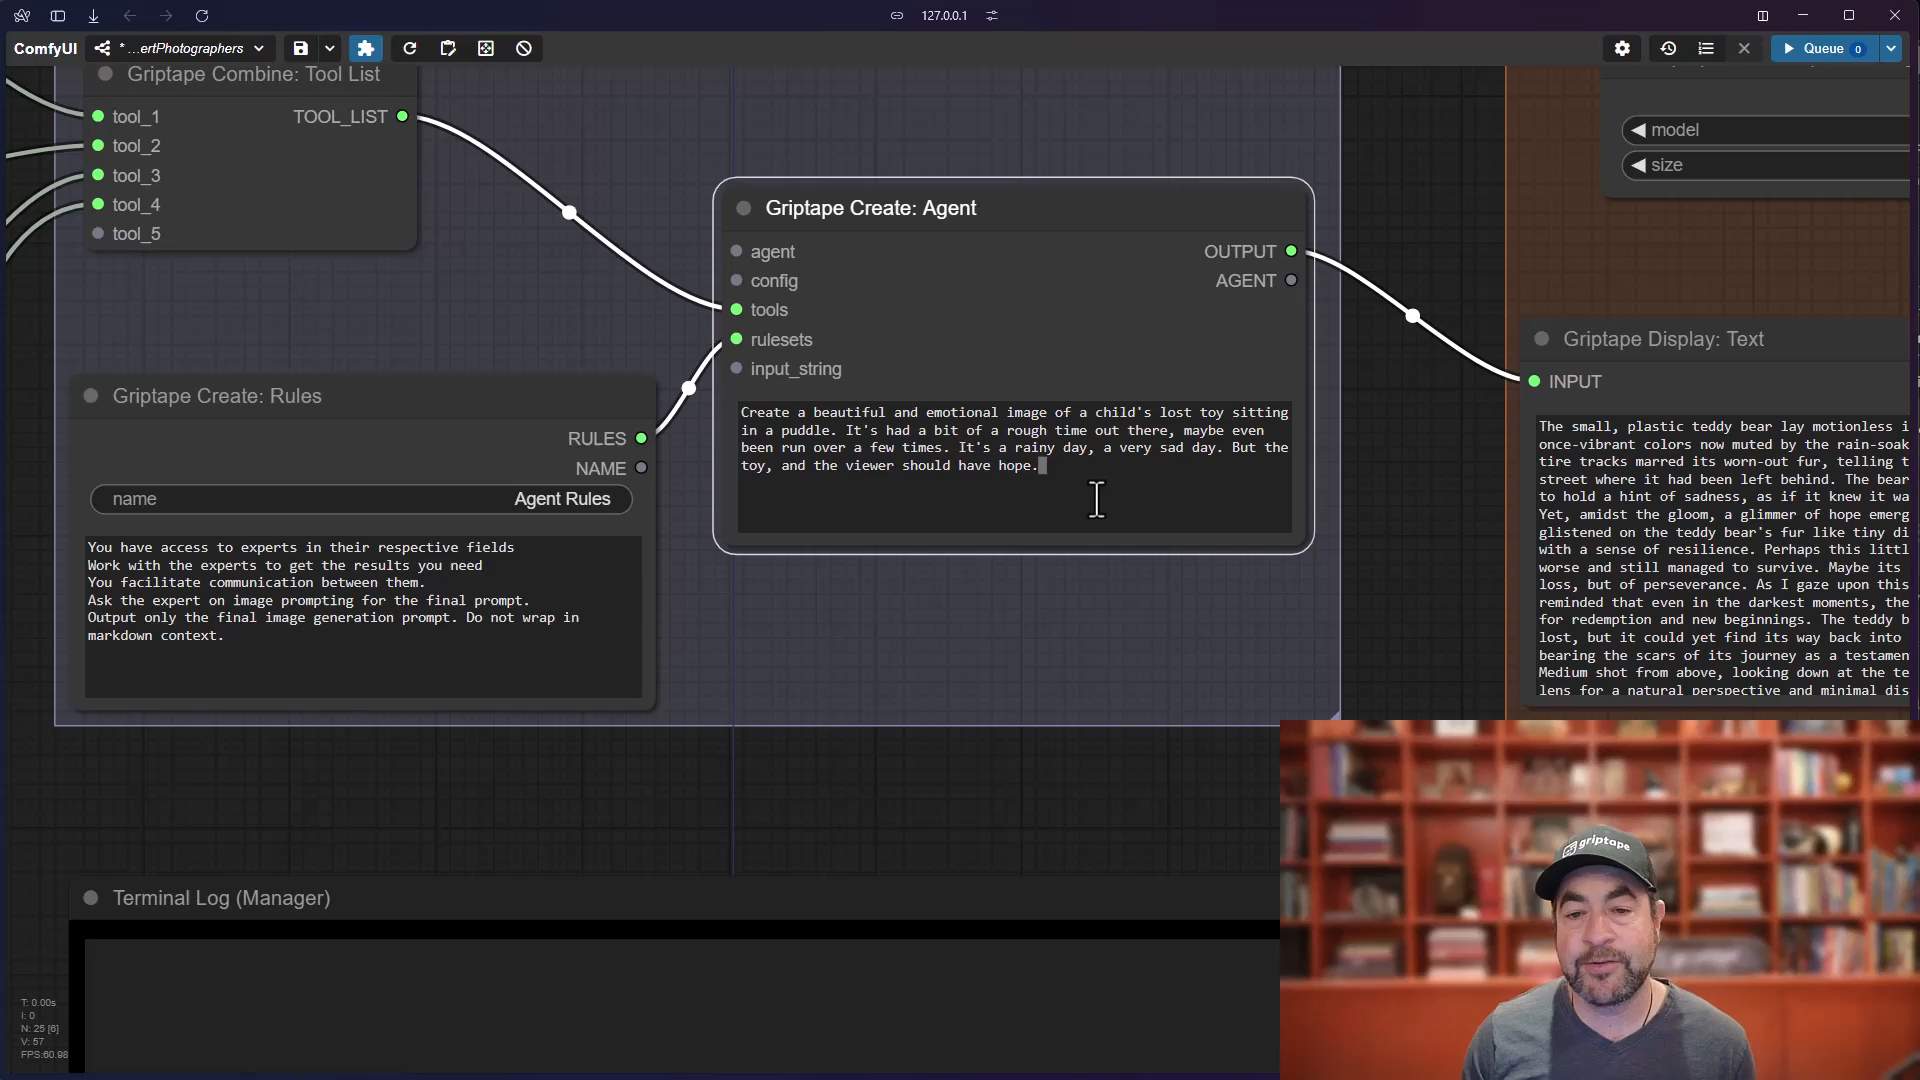 127.0.0.1
ComfyUI
* ...ertPhotographers
Queue 0
Griptape Combine: Tool List
tool_1
TOOL_LIST
tool_2
tool_3
tool_4
tool_5
Griptape Create: Rules
RULES
NAME
name
Agent Rules
You have access to experts in their respective fields
Work with the experts to get the results you need
You facilitate communication between them.
Ask the expert on image prompting for the final prompt.
Output only the final image generation prompt. Do not wrap in
markdown context.
Griptape Create: Agent
agent
OUTPUT
config
AGENT
tools
rulesets
input_string
Create a beautiful and emotional image of a child's lost toy sitting
in a puddle. It's had a bit of a rough time out there, maybe even
been run over a few times. It's a rainy day, a very sad day. But the
toy, and the viewer should have hope.
model
size
Griptape Display: Text
INPUT
The small, plastic teddy bear lay motionless i
once-vibrant colors now muted by the rain-soak
tire tracks marred its worn-out fur, telling t
street where it had been left behind. The bear
to hold a hint of sadness, as if it knew it wa
Yet, amidst the gloom, a glimmer of hope emerg
glistened on the teddy bear's fur like tiny di
with a sense of resilience. Perhaps this littl
worse and still managed to survive. Maybe its
loss, but of perseverance. As I gaze upon this
reminded that even in the darkest moments, the
for redemption and new beginnings. The teddy b
lost, but it could yet find its way back into
bearing the scars of its journey as a testamen
Medium shot from above, looking down at the te
lens for a natural perspective and minimal dis
Terminal Log (Manager)
T: 0.00s
I: 0
N: 25 [6]
V: 57
FPS:60.98
griptape